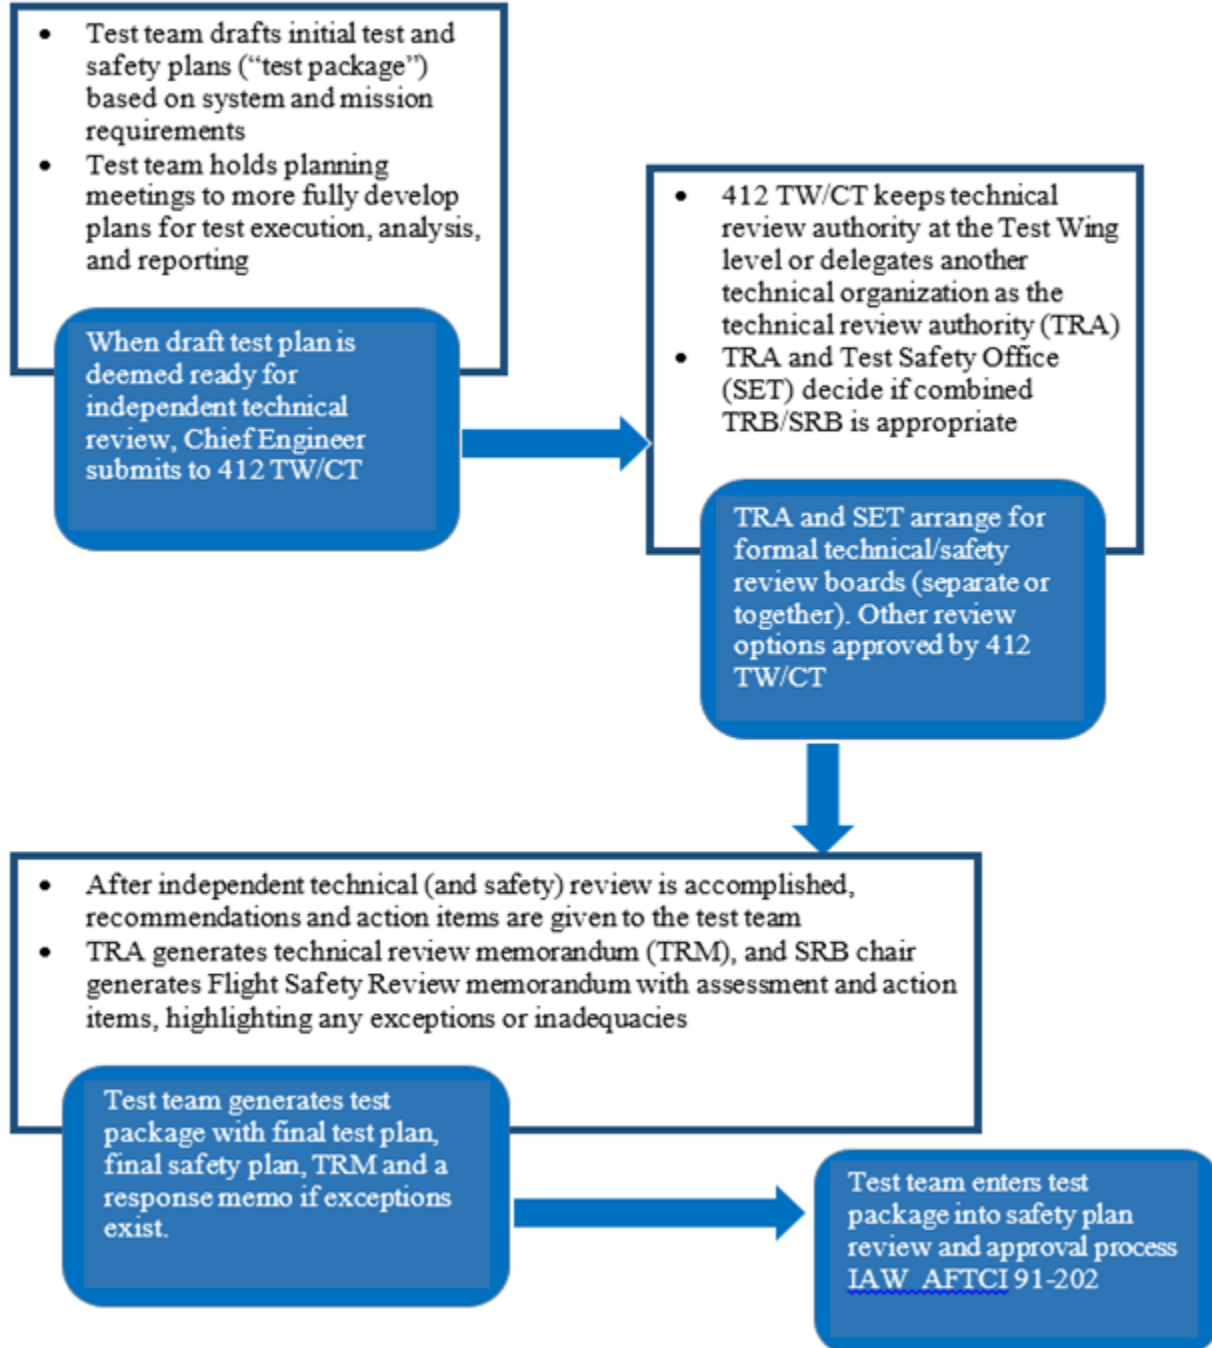 • Test team drafts initial test and
safety plans (“test package”)
based on system and mission
requirements
• Test team holds planning
meetings to more fully develop
plans for test execution, analysis,
and reporting
When draft test plan is
deemed ready for
independent technical
review, Chief Engineer
submits to 412 TW/CT
• 412 TW/CT keeps technical
review authority at the Test Wing
level or delegates another
technical organization as the
technical review authority (TRA)
• TRA and Test Safety Office
(SET) decide if combined
TRB/SRB is appropriate
TRA and SET arrange for
formal technical/safety
review boards (separate or
together). Other review
options approved by 412
TW/CT
• After independent technical (and safety) review is accomplished,
recommendations and action items are given to the test team
• TRA generates technical review memorandum (TRM), and SRB chair
generates Flight Safety Review memorandum with assessment and action
items, highlighting any exceptions or inadequacies
Test team generates test
package with final test plan,
final safety plan, TRM and a
response memo if exceptions
exist.
Test team enters test
package into safety plan
review and approval process
IAW AFTCI 91-202